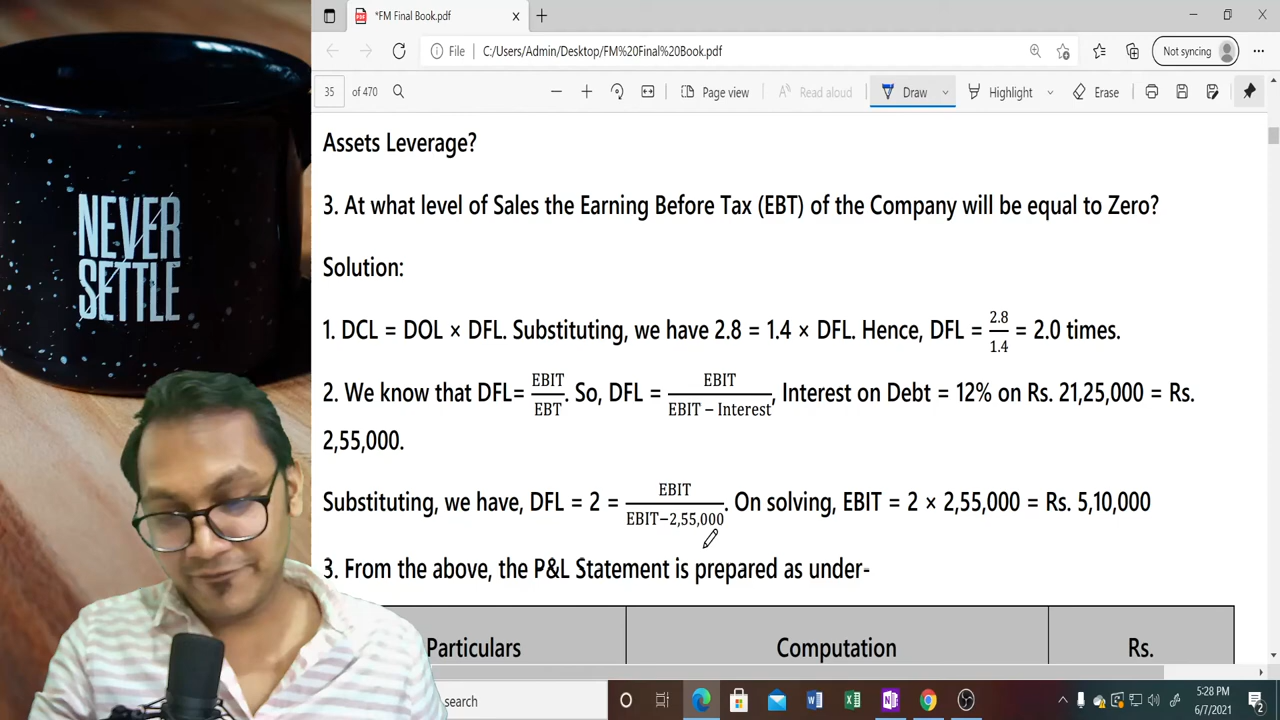 *FM Final Book.pdf
File C:/Users/Admin/Desktop/FM%20Final%20Book.pdf Not syncing
35 of 470 Page view Read aloud Draw Highlight Erase
NEVER
SETTLE
Assets Leverage?
3. At what level of Sales the Earning Before Tax (EBT) of the Company will be equal to Zero?
Solution:
1. DCL = DOL × DFL. Substituting, we have 2.8 = 1.4 × DFL. Hence, DFL = 2.8/1.4 = 2.0 times.
2. We know that DFL= EBIT/EBT. So, DFL = EBIT/EBIT − Interest, Interest on Debt = 12% on Rs. 21,25,000 = Rs.
2,55,000.
Substituting, we have, DFL = 2 = EBIT/EBIT−2,55,000. On solving, EBIT = 2 × 2,55,000 = Rs. 5,10,000
3. From the above, the P&L Statement is prepared as under-
Particulars Computation Rs.
search
5:28 PM
6/7/2021
2